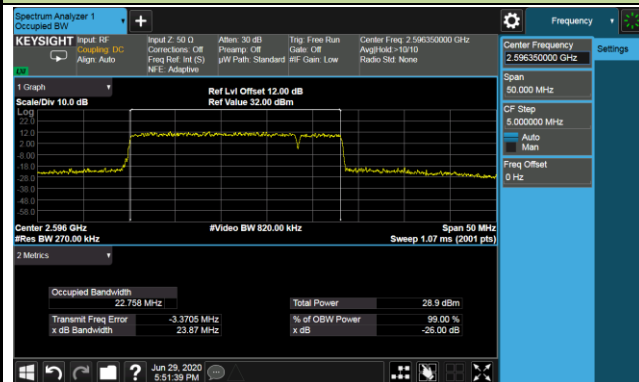 Spectrum Analyzer 1
Occupied BW
Frequency
KEYSIGHT
Input: RF
Coupling: DC
Align: Auto
Input Z: 50 Ω
Corrections: Off
Freq Ref: Int (S)
NFE: Adaptive
Atten: 30 dB
Preamp: Off
µW Path: Standard
Trig: Free Run
Gate: Off
#IF Gain: Low
Center Freq: 2.596350000 GHz
Avg|Hold:>10/10
Radio Std: None
Center Frequency
2.596350000 GHz
Settings
Span
50.000 MHz
CF Step
5.000000 MHz
Auto
Man
Freq Offset
0 Hz
1 Graph
Scale/Div 10.0 dB
Ref Lvl Offset 12.00 dB
Ref Value 32.00 dBm
Log
22.0
12.0
2.00
-8.00
-18.0
-28.0
-38.0
-48.0
-58.0
Center 2.596 GHz
#Video BW 820.00 kHz
Span 50 MHz
#Res BW 270.00 kHz
Sweep 1.07 ms (2001 pts)
2 Metrics
Occupied Bandwidth
22.758 MHz
Total Power
28.9 dBm
Transmit Freq Error
-3.3705 MHz
% of OBW Power
99.00 %
x dB Bandwidth
23.87 MHz
x dB
-26.00 dB
?
Jun 29, 2020
5:51:39 PM